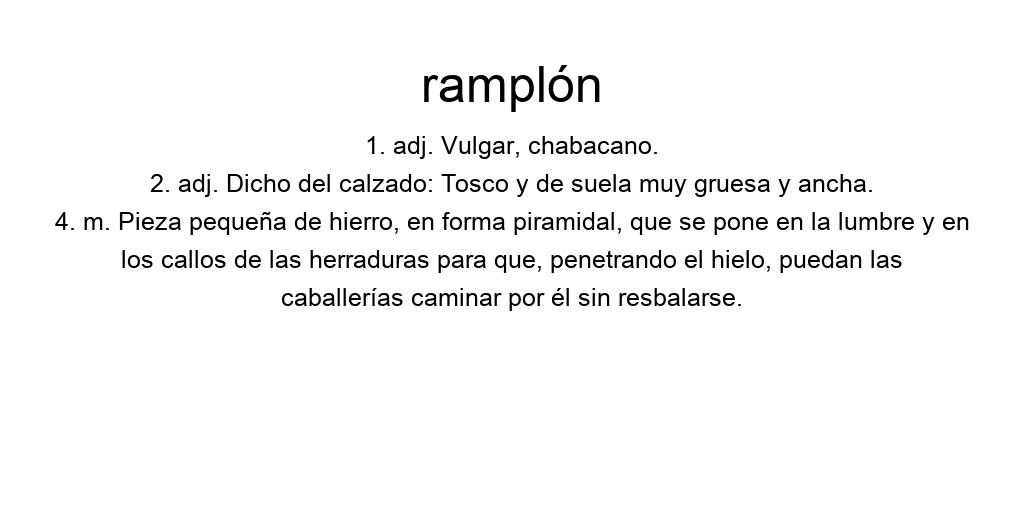 ramplón
1. adj. Vulgar, chabacano.
2. adj. Dicho del calzado: Tosco y de suela muy gruesa y ancha.
4. m. Pieza pequeña de hierro, en forma piramidal, que se pone en la lumbre y en
los callos de las herraduras para que, penetrando el hielo, puedan las
caballerías caminar por él sin resbalarse.